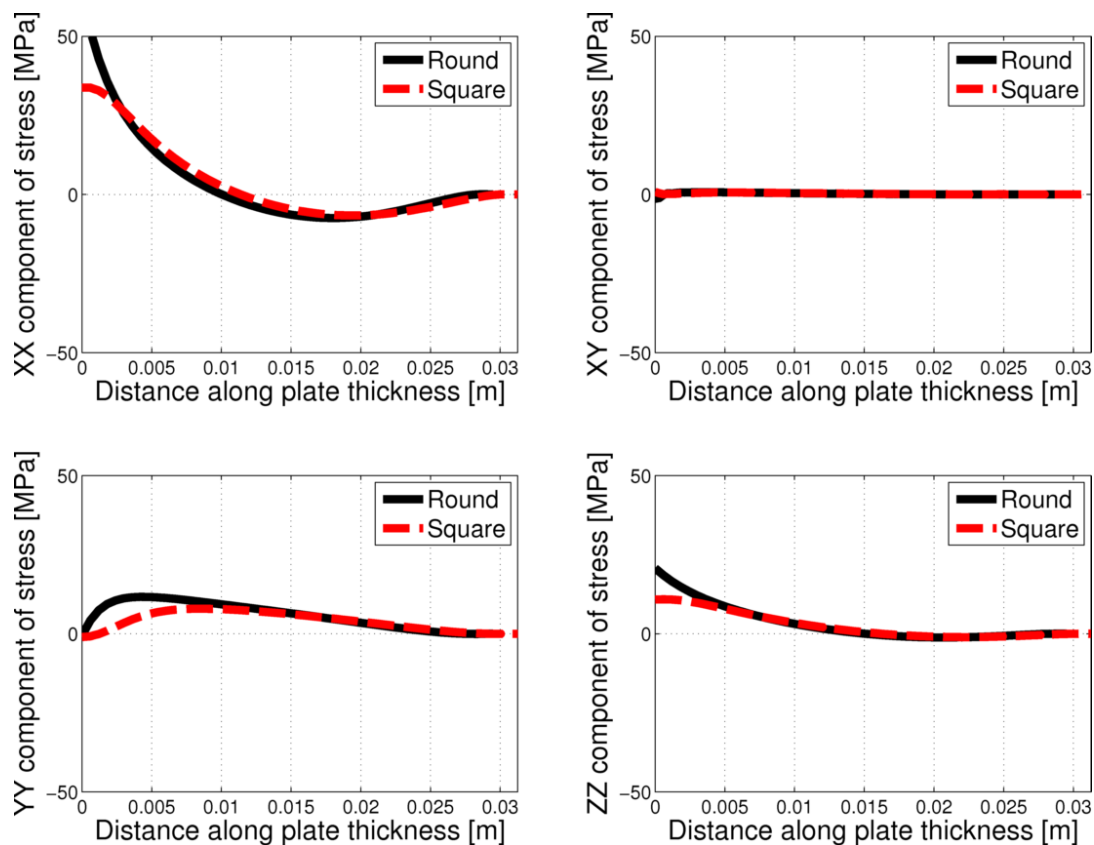 XX component of stress [MPa]
50
0
−50
Round
Square
0 0.005 0.01 0.015 0.02 0.025 0.03
Distance along plate thickness [m]
XY component of stress [MPa]
50
0
−50
Round
Square
0 0.005 0.01 0.015 0.02 0.025 0.03
Distance along plate thickness [m]
YY component of stress [MPa]
50
0
−50
Round
Square
0 0.005 0.01 0.015 0.02 0.025 0.03
Distance along plate thickness [m]
ZZ component of stress [MPa]
50
0
−50
Round
Square
0 0.005 0.01 0.015 0.02 0.025 0.03
Distance along plate thickness [m]